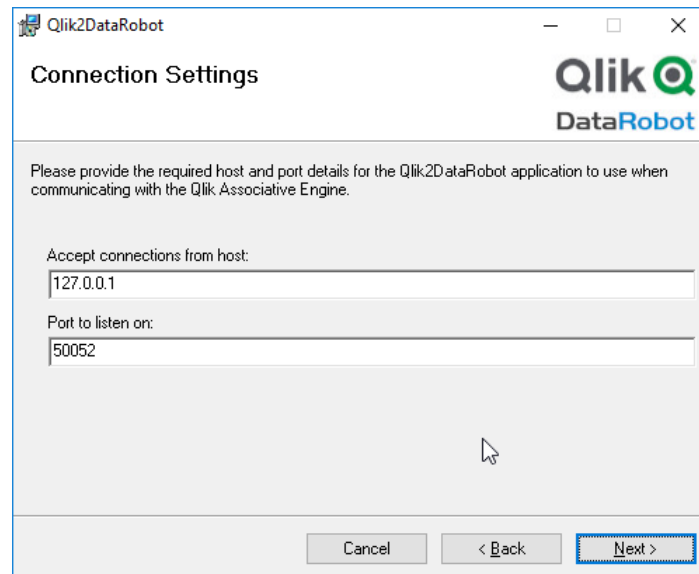 Qlik2DataRobot
Connection Settings
Qlik
DataRobot
Please provide the required host and port details for the Qlik2DataRobot application to use when
communicating with the Qlik Associative Engine.
Accept connections from host:
127.0.0.1
Port to listen on:
50052
Cancel
< Back
Next >